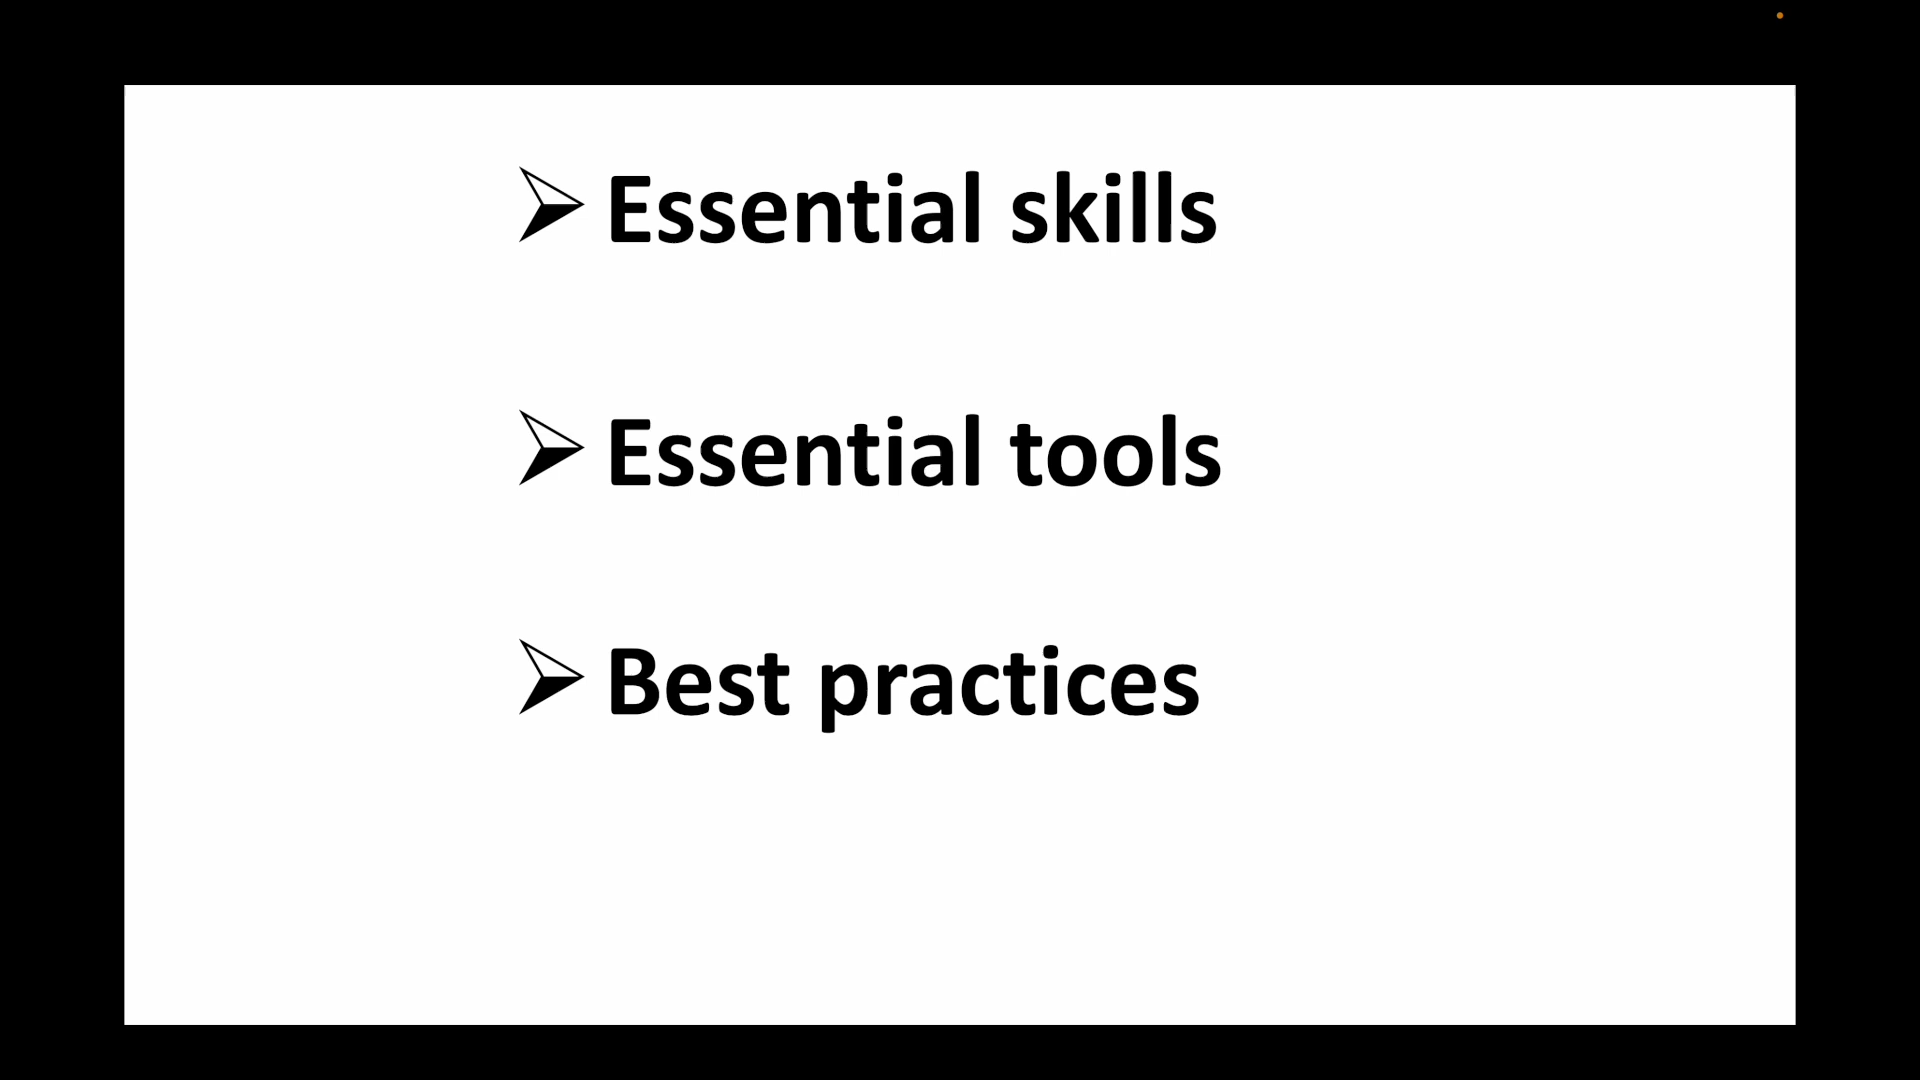 ➢ Essential skills
➢ Essential tools
➢ Best practices